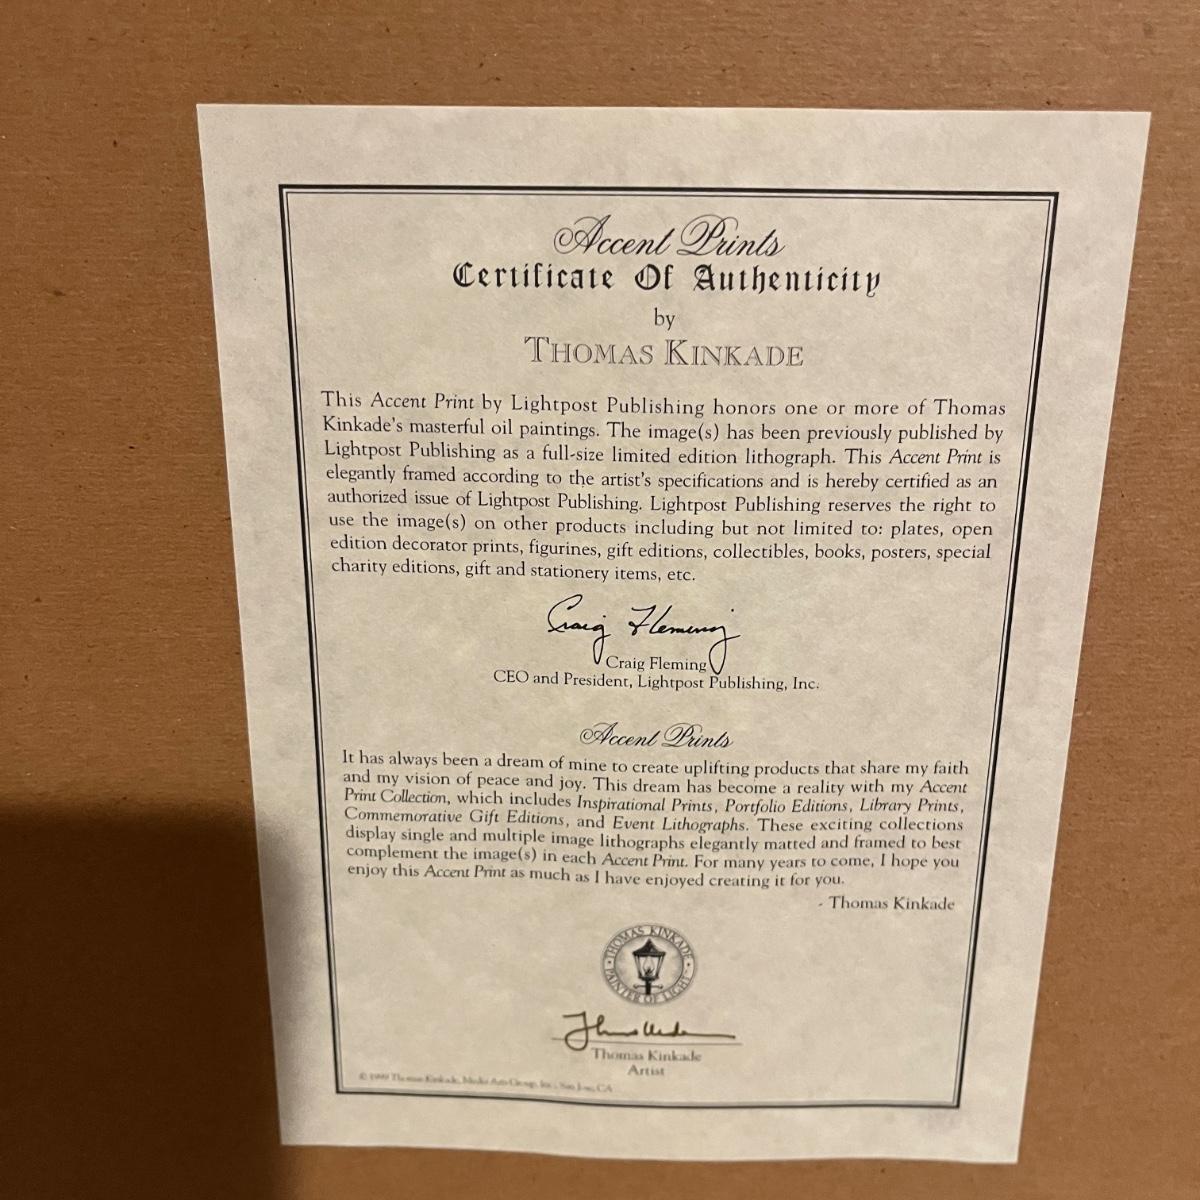 Accent Prints
Certificate Of Authenticity
by
THOMAS KINKADE
This Accent Print by Lightpost Publishing honors one or more of Thomas
Kinkade's masterful oil paintings. The image(s) has been previously published by
Lightpost Publishing as a full-size limited edition lithograph. This Accent Print is
elegantly framed according to the artist's specifications and is hereby certified as an
authorized issue of Lightpost Publishing. Lightpost Publishing reserves the right to
use the image(s) on other products including but not limited to: plates, open
edition decorator prints, figurines, gift editions, collectibles, books, posters, special
charity editions, gift and stationery items, etc.
Craig Fleming
Craig Fleming
CEO and President, Lightpost Publishing, Inc.
Accent Prints
It has always been a dream of mine to create uplifting products that share my faith
and my vision of peace and joy. This dream has become a reality with my Accent
Print Collection, which includes Inspirational Prints, Portfolio Editions, Library Prints,
Commemorative Gift Editions, and Event Lithographs. These exciting collections
display single and multiple image lithographs elegantly matted and framed to best
complement the image(s) in each Accent Print. For many years to come, I hope you
enjoy this Accent Print as much as I have enjoyed creating it for you.
- Thomas Kinkade
THOMAS KINKADE
PAINTER OF LIGHT
Thomas Kinkade
Artist
© 1999 Thomas Kinkade, Media Arts Group, Inc., San Jose, CA